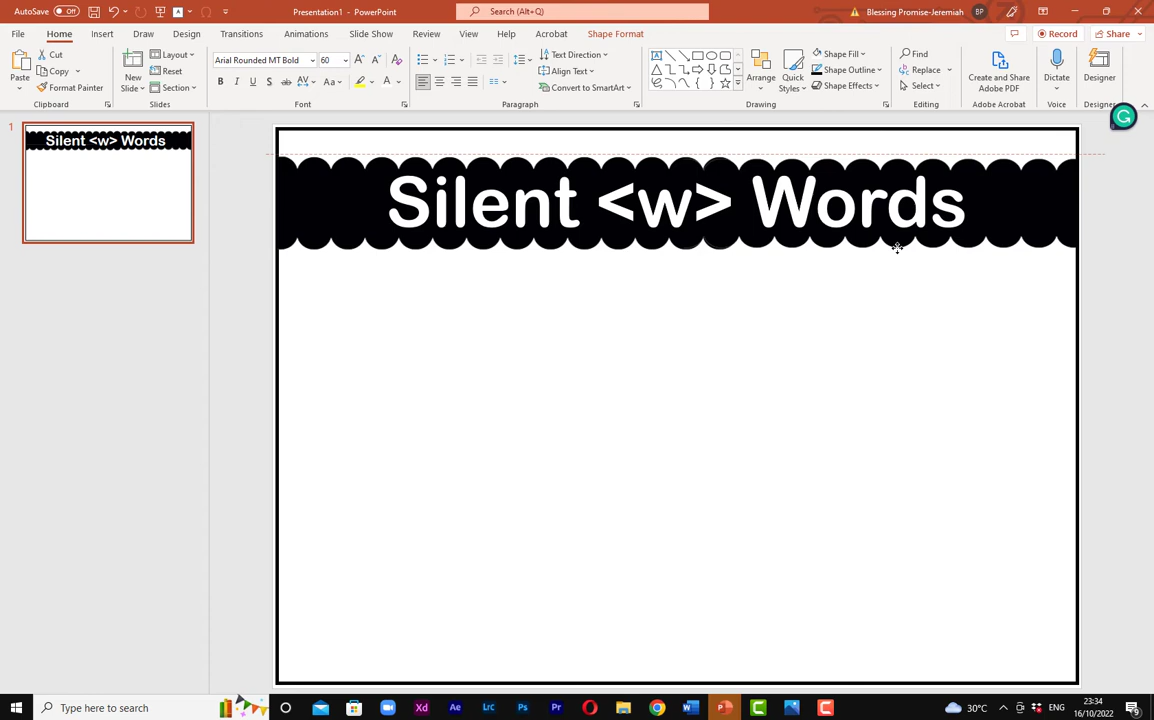 AutoSave Off
Presentation1 - PowerPoint
Search (Alt+Q)
Blessing Promise-Jeremiah
BP
File Home Insert Draw Design Transitions Animations Slide Show Review View Help Acrobat Shape Format
Record
Share
Paste
Cut
Copy
Format Painter
Clipboard
New
Slide
Layout
Reset
Section
Slides
Arial Rounded MT Bold
60
Font
Paragraph
Text Direction
Align Text
Convert to SmartArt
Arrange
Quick
Styles
Shape Fill
Shape Outline
Shape Effects
Drawing
Find
Replace
Select
Editing
Create and Share
Adobe PDF
Adobe Acrobat
Dictate
Voice
Designer
Designer
1
Silent <w> Words
Silent <w> Words
Type here to search
30°C
ENG
23:34
16/10/2022
9